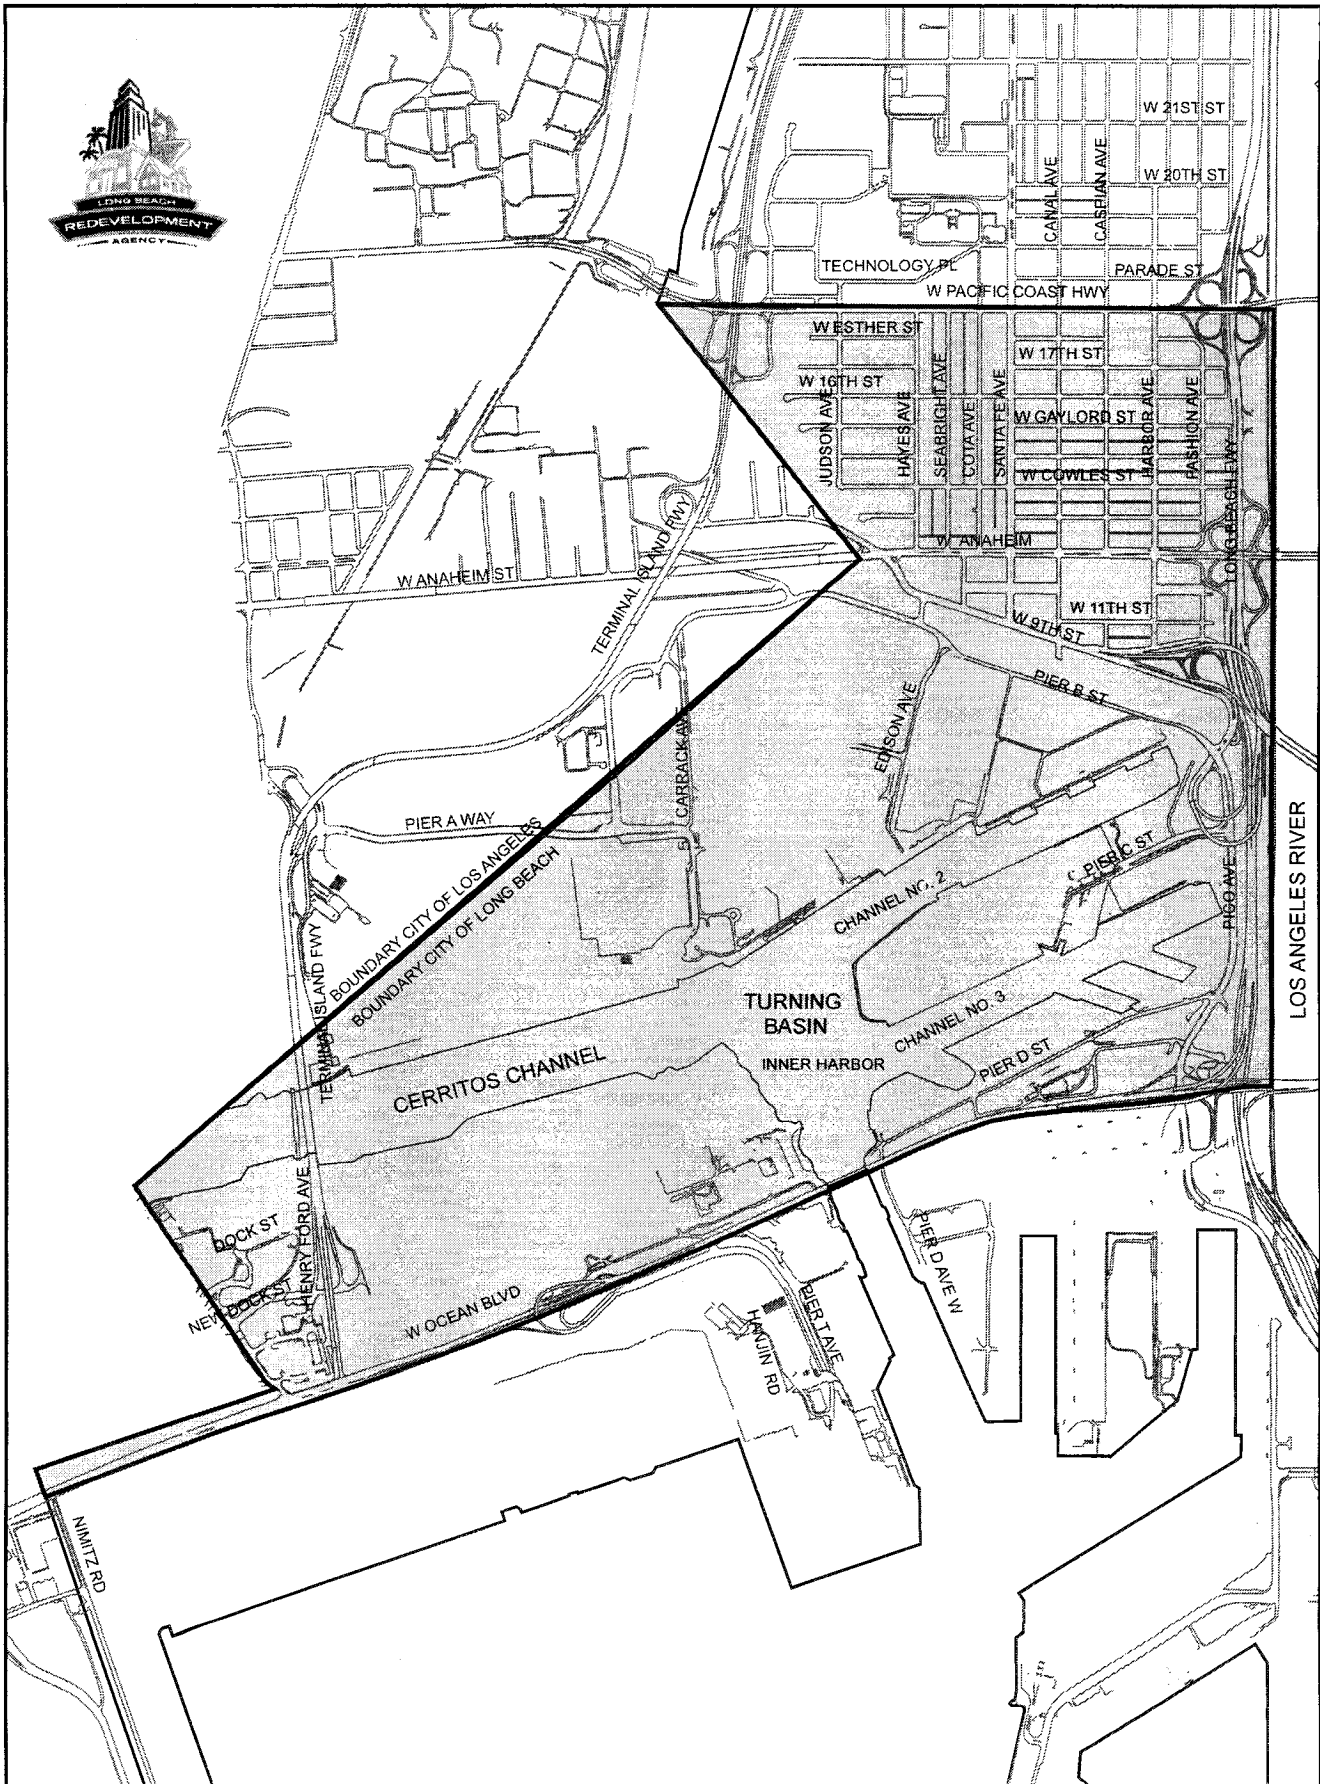 LONG BEACH
REDEVELOPMENT
AGENCY
W 21ST ST
W 20TH ST
CANAL AVE
CASPIAN AVE
TECHNOLOGY PL
PARADE ST
W PACIFIC COAST HWY
W ESTHER ST
W 17TH ST
W 16TH ST
W GAYLORD ST
JUDSON AVE
HAYES AVE
SEABRIGHT AVE
COTA AVE
SANTA FE AVE
HARBOR AVE
FASHION AVE
W COWLES ST
LONG BEACH FWY
W ANAHEIM
W ANAHEIM ST
TERMINAL ISLAND FWY
W 11TH ST
W 9TH ST
PIER B ST
EDISON AVE
CARRACK AVE
PIER A WAY
BOUNDARY CITY OF LOS ANGELES
BOUNDARY CITY OF LONG BEACH
CHANNEL NO. 2
PIER C ST
PICO AVE
LOS ANGELES RIVER
TERMINAL ISLAND FWY
TURNING
BASIN
CHANNEL NO. 3
INNER HARBOR
PIER D ST
CERRITOS CHANNEL
DOCK ST
HENRY FORD AVE
NEW DOCK ST
W OCEAN BLVD
PIER D AVE W
PIER T AVE
HANJIN RD
NIMITZ RD